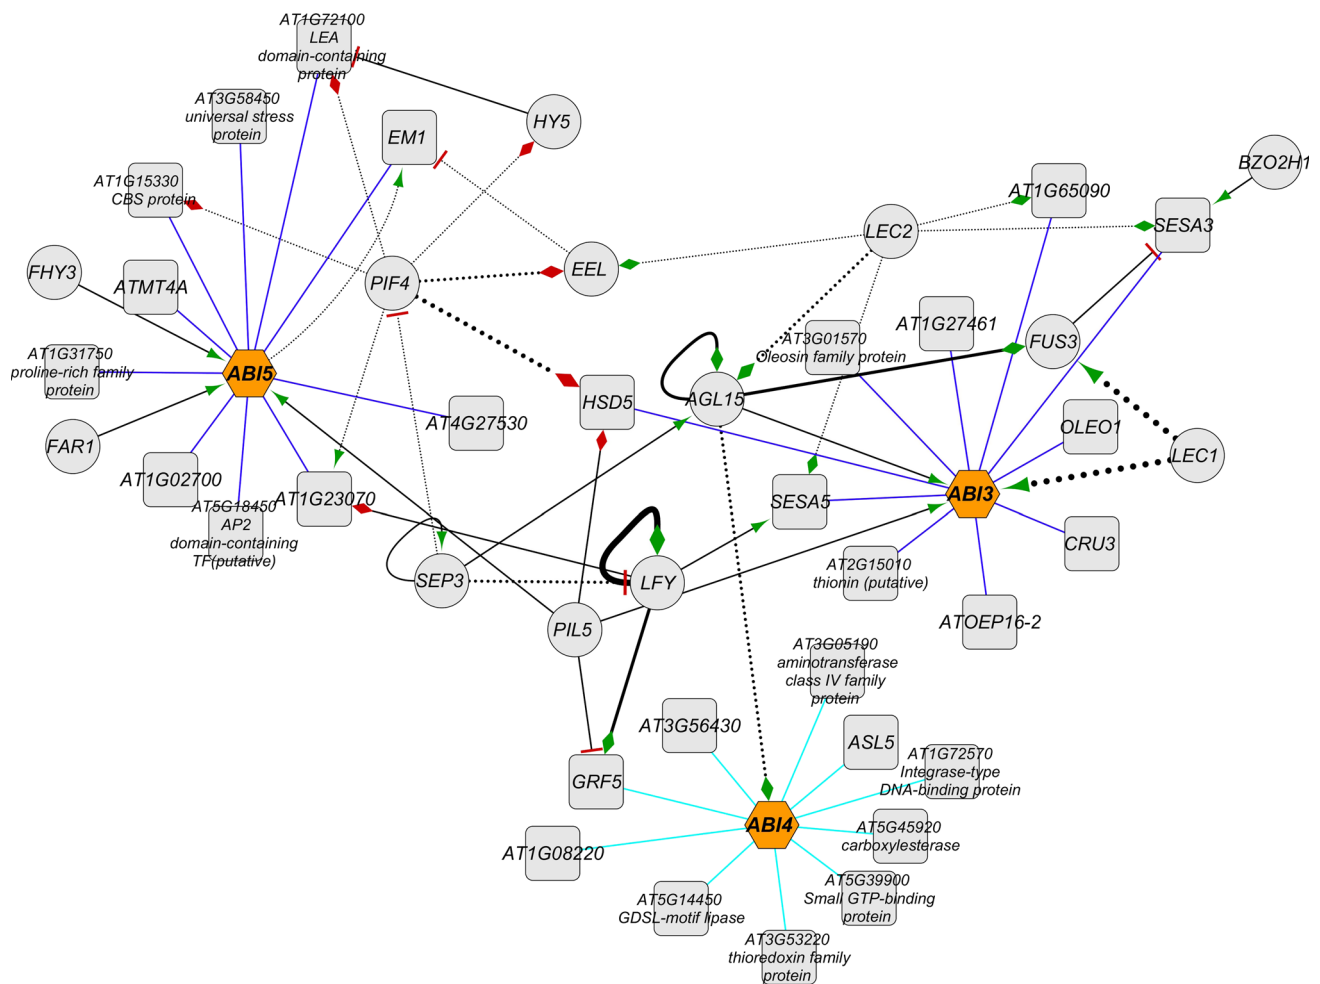 AT1G72100
LEA
domain-containing
protein
AT3G58450
universal stress
protein
EM1
HY5
AT1G15330
CBS protein
BZO2H1
AT1G65090
SESA3
LEC2
FHY3
ATMT4A
PIF4
EEL
AT1G27461
AT3G01570
Oleosin family protein
FUS3
AT1G31750
proline-rich family
protein
ABI5
HSD5
AGL15
AT4G27530
OLEO1
FAR1
LEC1
AT1G02700
AT1G23070
SESA5
ABI3
AT5G18450
AP2
domain-containing
TF(putative)
CRU3
SEP3
LFY
AT2G15010
thionin (putative)
PIL5
ATOEP16-2
AT3G05190
aminotransferase
class IV family
protein
AT3G56430
ASL5
AT1G72570
Integrase-type
DNA-binding protein
GRF5
ABI4
AT5G45920
carboxylesterase
AT1G08220
AT5G39900
Small GTP-binding
protein
AT5G14450
GDSL-motif lipase
AT3G53220
thioredoxin family
protein